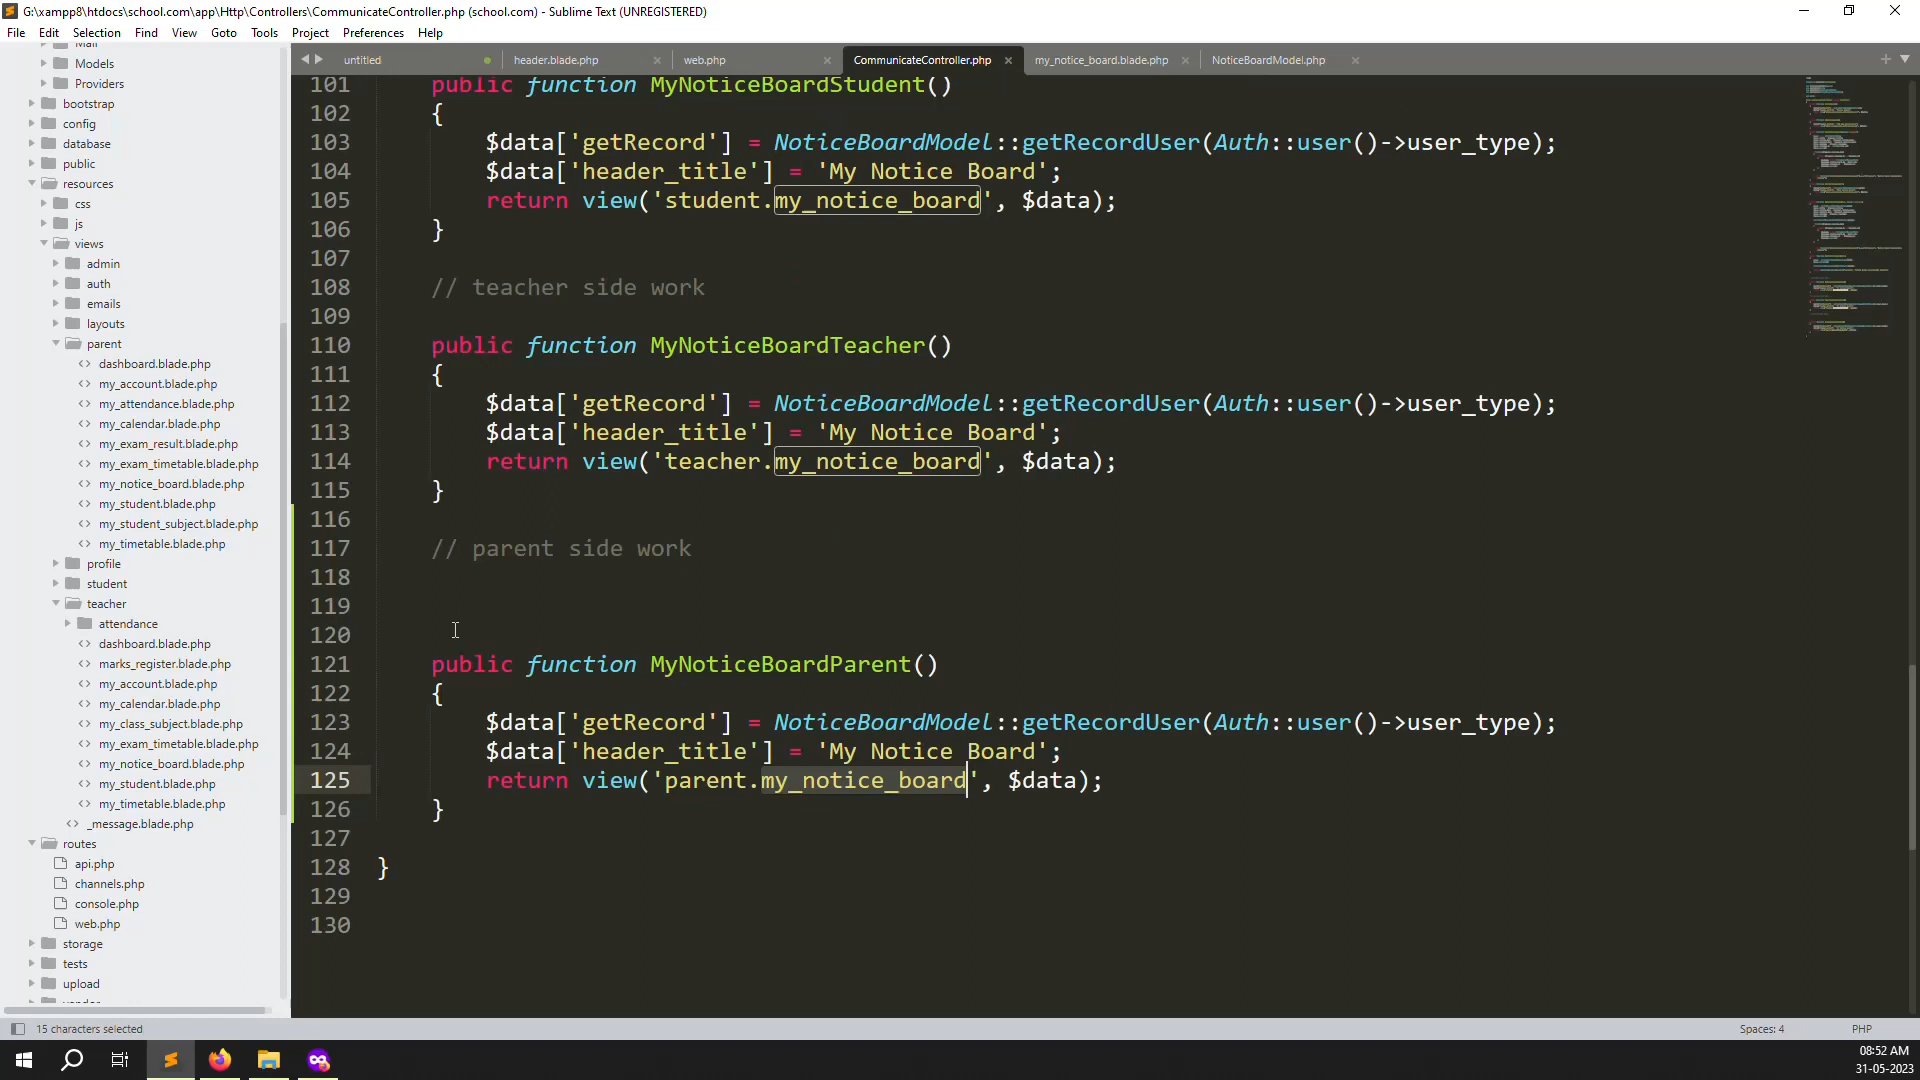 G:\xampp8\htdocs\school.com\app\Http\Controllers\CommunicateController.php (school.com) - Sublime Text (UNREGISTERED)
File Edit Selection Find View Goto Tools Project Preferences Help
untitled header.blade.php web.php CommunicateController.php my_notice_board.blade.php NoticeBoardModel.php
Mail
Models
Providers
bootstrap
config
database
public
resources
css
js
views
admin
auth
emails
layouts
parent
dashboard.blade.php
my_account.blade.php
my_attendance.blade.php
my_calendar.blade.php
my_exam_result.blade.php
my_exam_timetable.blade.php
my_notice_board.blade.php
my_student.blade.php
my_student_subject.blade.php
my_timetable.blade.php
profile
student
teacher
attendance
dashboard.blade.php
marks_register.blade.php
my_account.blade.php
my_calendar.blade.php
my_class_subject.blade.php
my_exam_timetable.blade.php
my_notice_board.blade.php
my_student.blade.php
my_timetable.blade.php
_message.blade.php
routes
api.php
channels.php
console.php
web.php
storage
tests
upload
101 public function MyNoticeBoardStudent()
102 {
103 $data['getRecord'] = NoticeBoardModel::getRecordUser(Auth::user()->user_type);
104 $data['header_title'] = 'My Notice Board';
105 return view('student.my_notice_board', $data);
106 }
107
108 // teacher side work
109
110 public function MyNoticeBoardTeacher()
111 {
112 $data['getRecord'] = NoticeBoardModel::getRecordUser(Auth::user()->user_type);
113 $data['header_title'] = 'My Notice Board';
114 return view('teacher.my_notice_board', $data);
115 }
116
117 // parent side work
118
119
120
121 public function MyNoticeBoardParent()
122 {
123 $data['getRecord'] = NoticeBoardModel::getRecordUser(Auth::user()->user_type);
124 $data['header_title'] = 'My Notice Board';
125 return view('parent.my_notice_board', $data);
126 }
127
128 }
129
130
15 characters selected
Spaces: 4 PHP
08:52 AM
31-05-2023